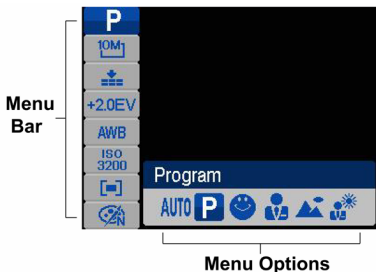 P
10M
Menu
Bar
+2.0EV
AWB
ISO
3200
N
Program
AUTO P
Menu Options